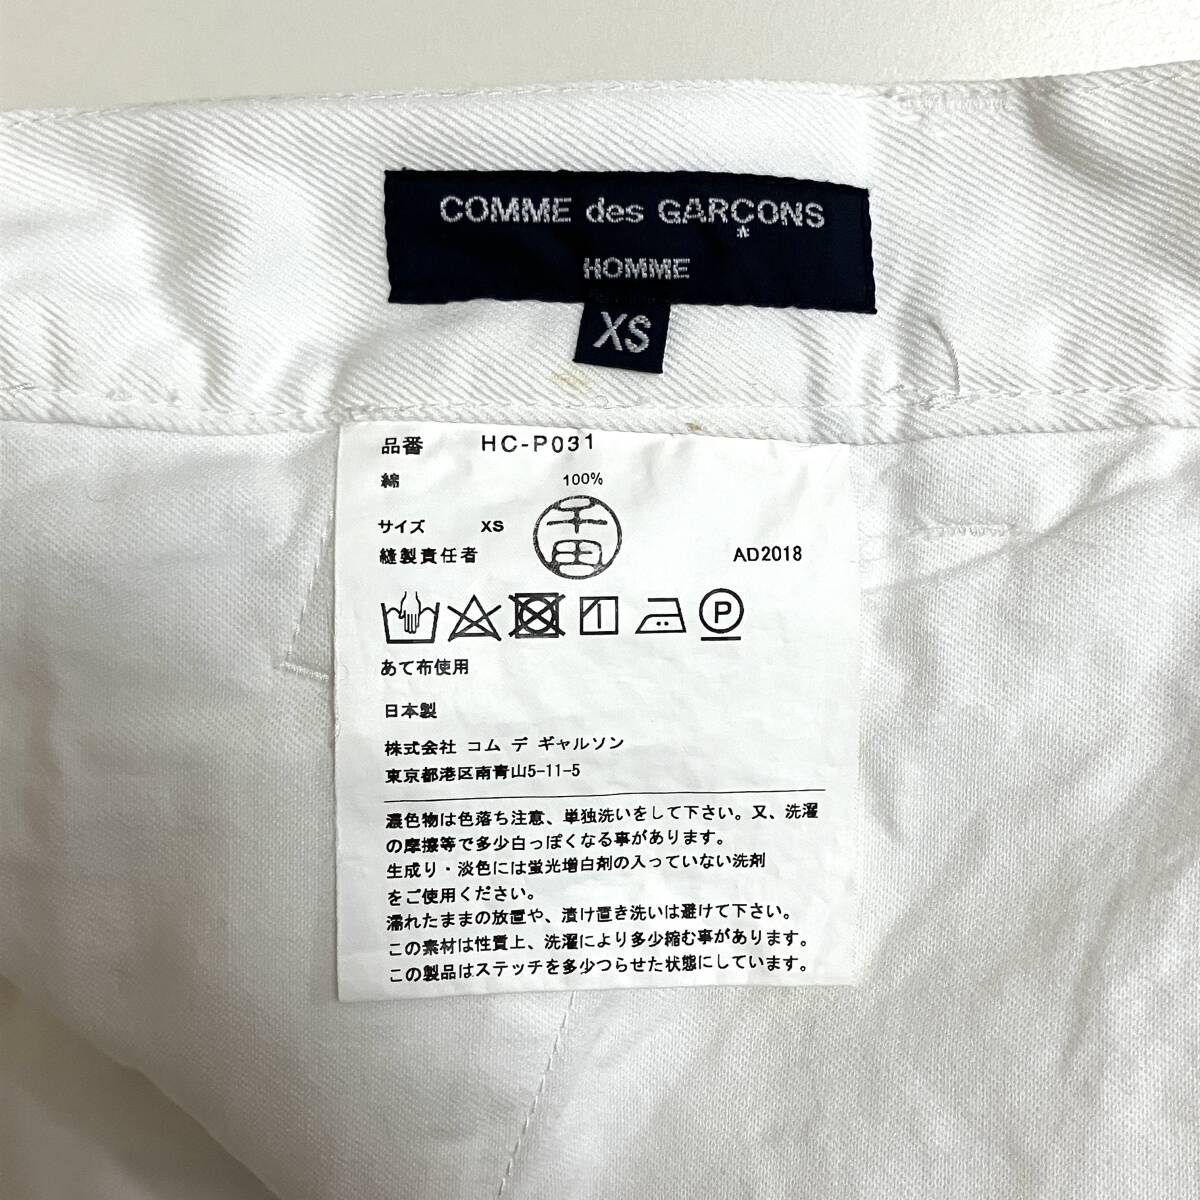 COMME des GARÇONS
*
HOMME
XS
品番 HC-P031
綿 100%
サイズ XS
縫製責任者 千田 AD2018
1 P
あて布使用
日本製
株式会社 コム デ ギャルソン
東京都港区南青山5-11-5
濃色物は色落ち注意、単独洗いをして下さい。又、洗濯
の摩擦等で多少白っぽくなる事があります。
生成り・淡色には蛍光増白剤の入っていない洗剤
をご使用ください。
濡れたままの放置や、漬け置き洗いは避けて下さい。
この素材は性質上、洗濯により多少縮む事があります。
この製品はステッチを多少つらせた状態にしています。